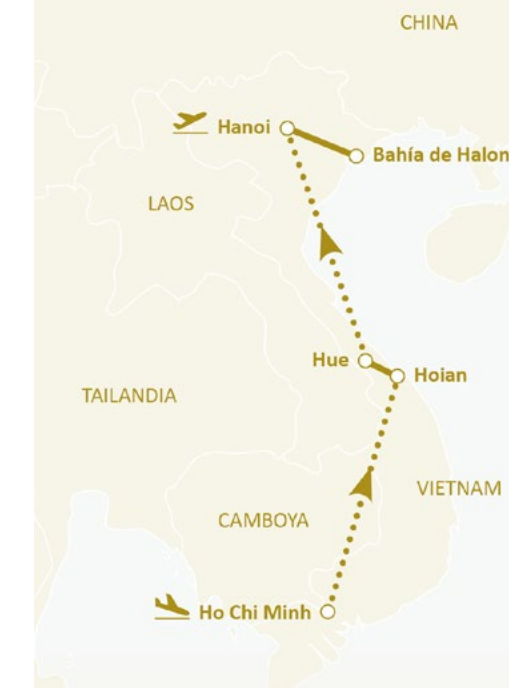 CHINA
Hanoi
Bahía de Halon
LAOS
Hue
Hoian
TAILANDIA
VIETNAM
CAMBOYA
Ho Chi Minh